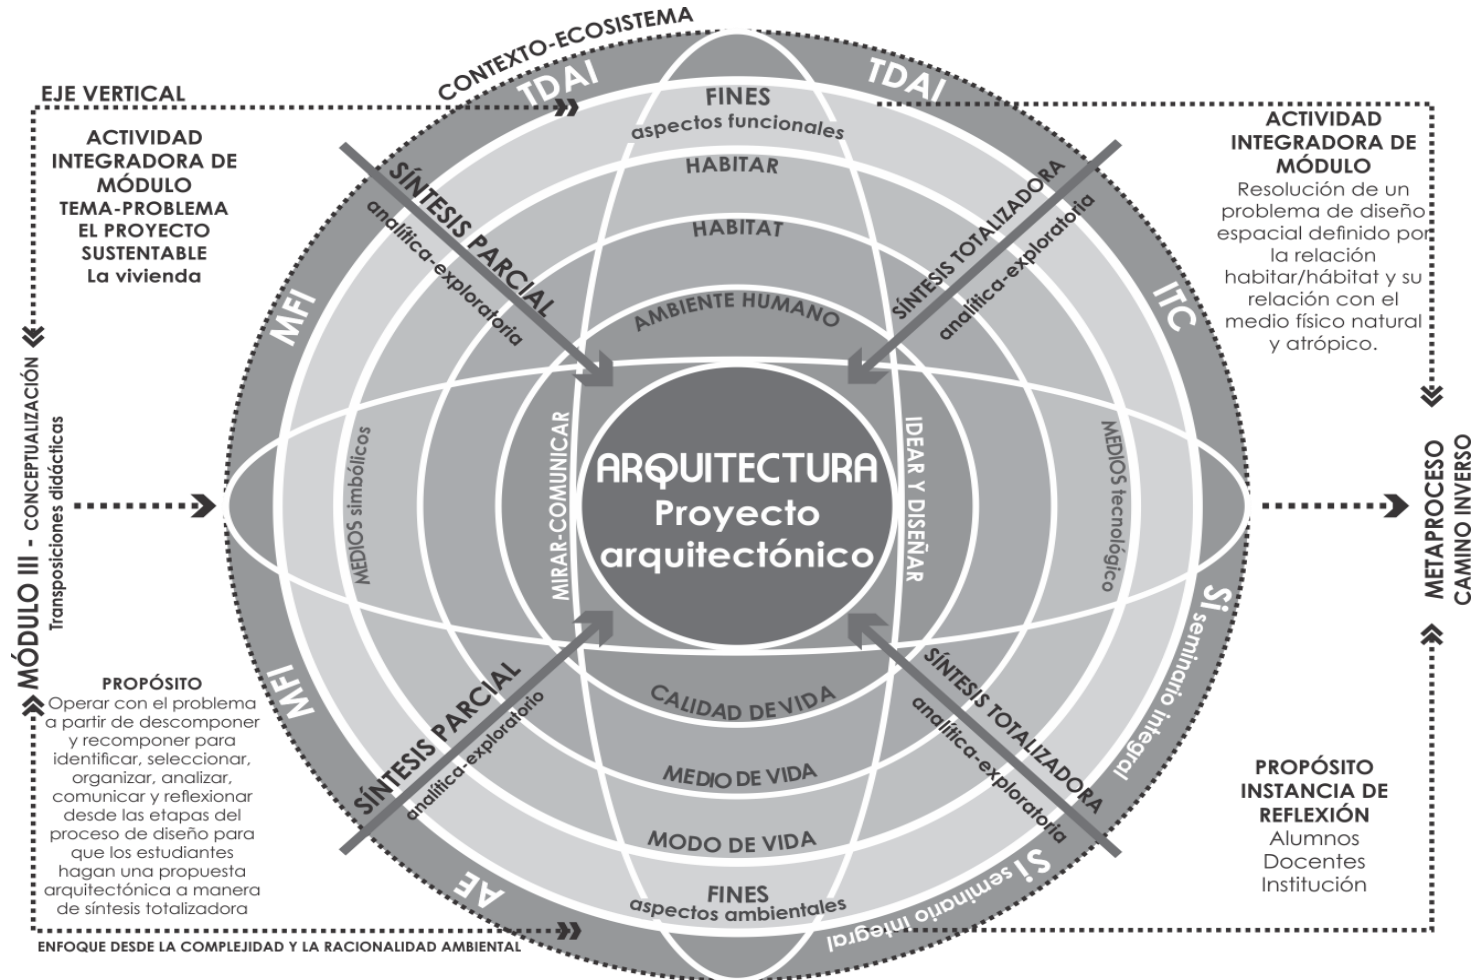 CONTEXTO-ECOSISTEMA
TDAI
TDAI
EJE VERTICAL
ACTIVIDAD
INTEGRADORA DE
MÓDULO
TEMA-PROBLEMA
EL PROYECTO
SUSTENTABLE
La vivienda
FINES
aspectos funcionales
HABITAR
HABITAT
AMBIENTE HUMANO
SÍNTESIS PARCIAL
analítica-exploratoria
SÍNTESIS TOTALIZADORA
analítica-exploratoria
ACTIVIDAD
INTEGRADORA DE
MÓDULO
Resolución de un
problema de diseño
espacial definido por
la relación
habitar/hábitat y su
relación con el
medio físico natural
y atrópico.
MFI
ITC
MÓDULO III - CONCEPTUALIZACIÓN
Transposiciones didácticas
MEDIOS simbólicos
MIRAR-COMUNICAR
ARQUITECTURA
Proyecto
arquitectónico
IDEAR Y DISEÑAR
MEDIOS tecnológico
METAPROCESO
CAMINO INVERSO
MFI
Si seminario integral
PROPÓSITO
Operar con el problema
a partir de descomponer
y recomponer para
identificar, seleccionar,
organizar, analizar,
comunicar y reflexionar
desde las etapas del
proceso de diseño para
que los estudiantes
hagan una propuesta
arquitectónica a manera
de síntesis totalizadora
SÍNTESIS PARCIAL
analítica-exploratorio
SÍNTESIS TOTALIZADORA
analítica-exploratoria
CALIDAD DE VIDA
MEDIO DE VIDA
MODO DE VIDA
FINES
aspectos ambientales
PROPÓSITO
INSTANCIA DE
REFLEXIÓN
Alumnos
Docentes
Institución
AE
Si seminario integral
ENFOQUE DESDE LA COMPLEJIDAD Y LA RACIONALIDAD AMBIENTAL